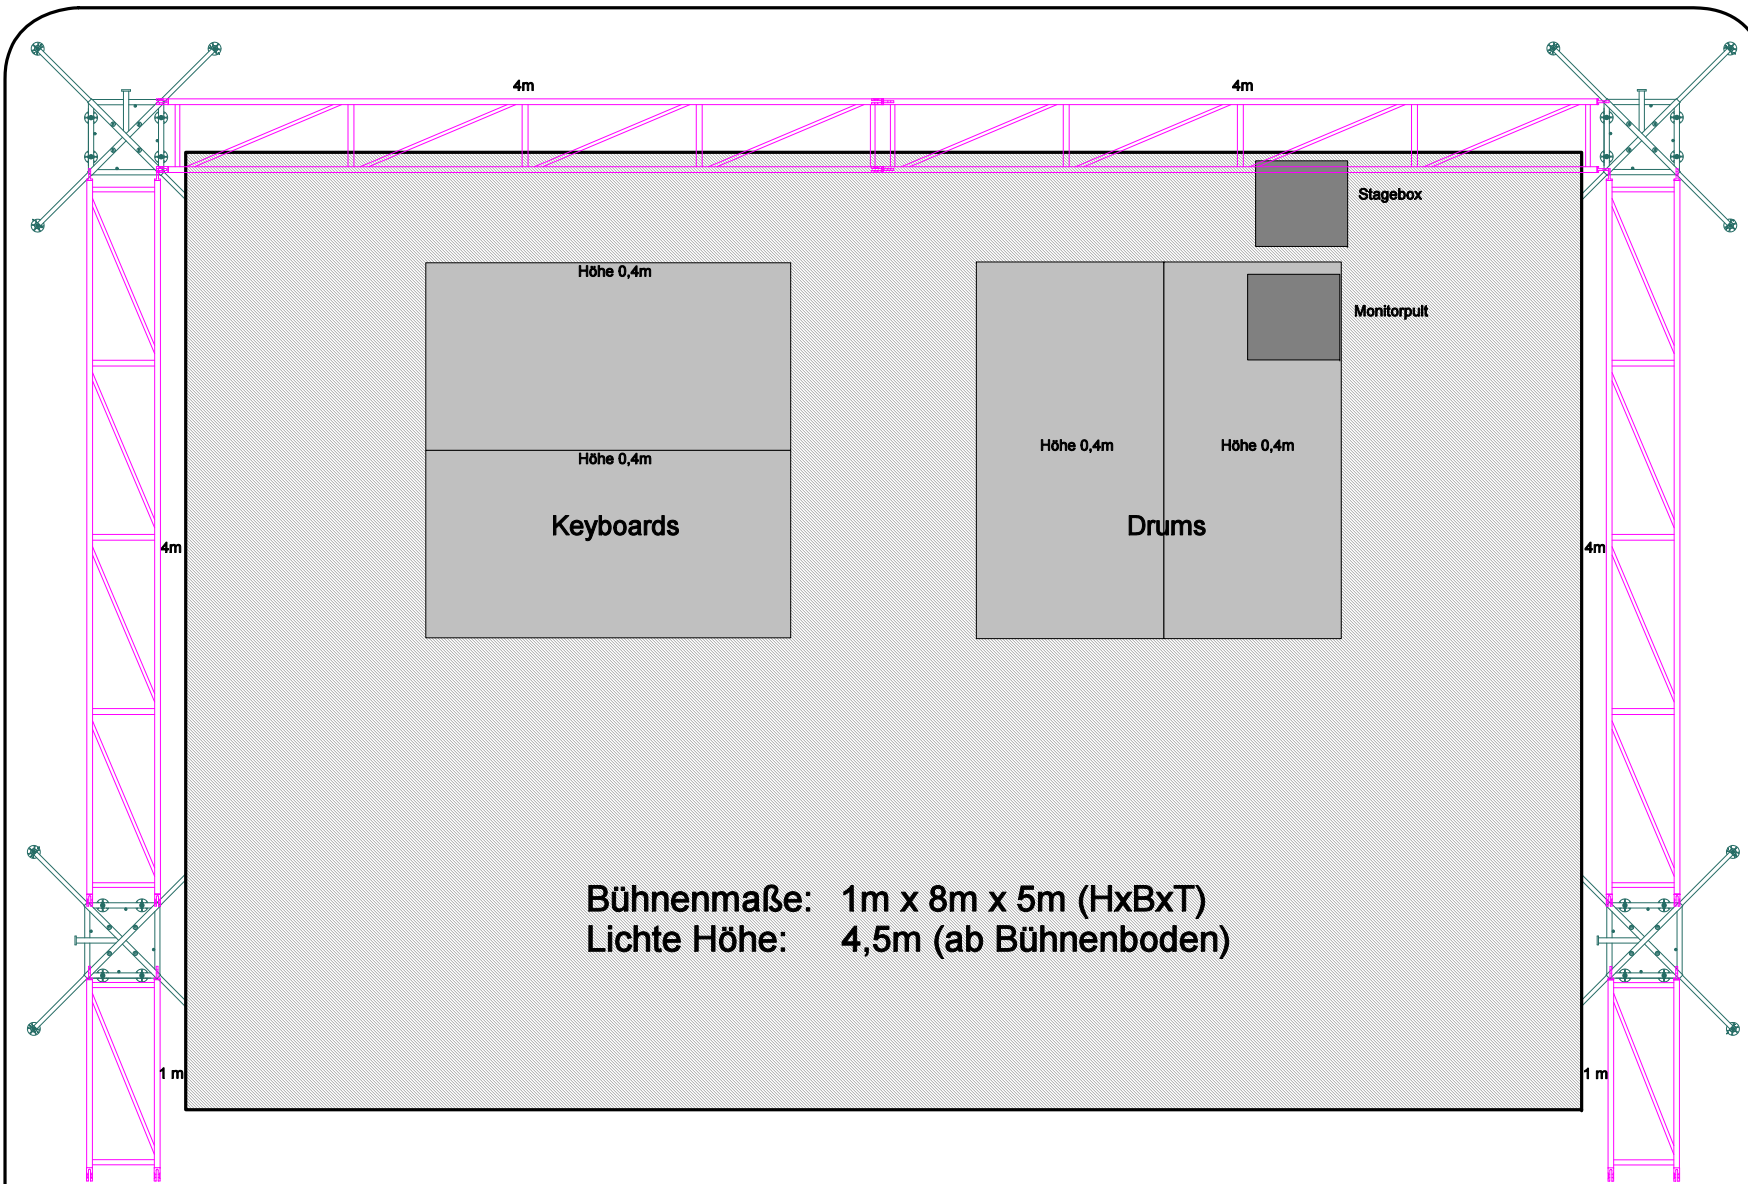 4m
4m
Stagebox
Höhe 0,4m
Monitorpult
Höhe 0,4m
Höhe 0,4m
Höhe 0,4m
Keyboards
Drums
4m
4m
Bühnenmaße: 1m x 8m x 5m (HxBxT)
Lichte Höhe: 4,5m (ab Bühnenboden)
1 m
1 m